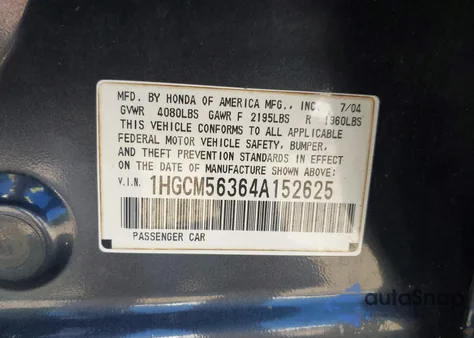 MFD. BY HONDA OF AMERICA MFG., INC. 7/04
GVWR 4080LBS GAWR F 2195LBS R 1960LBS
THIS VEHICLE CONFORMS TO ALL APPLICABLE
FEDERAL MOTOR VEHICLE SAFETY, BUMPER,
AND THEFT PREVENTION STANDARDS IN EFFECT
ON THE DATE OF MANUFACTURE SHOWN ABOVE.
V.I.N. 1HGCM56364A152625
PASSENGER CAR
autoSnap